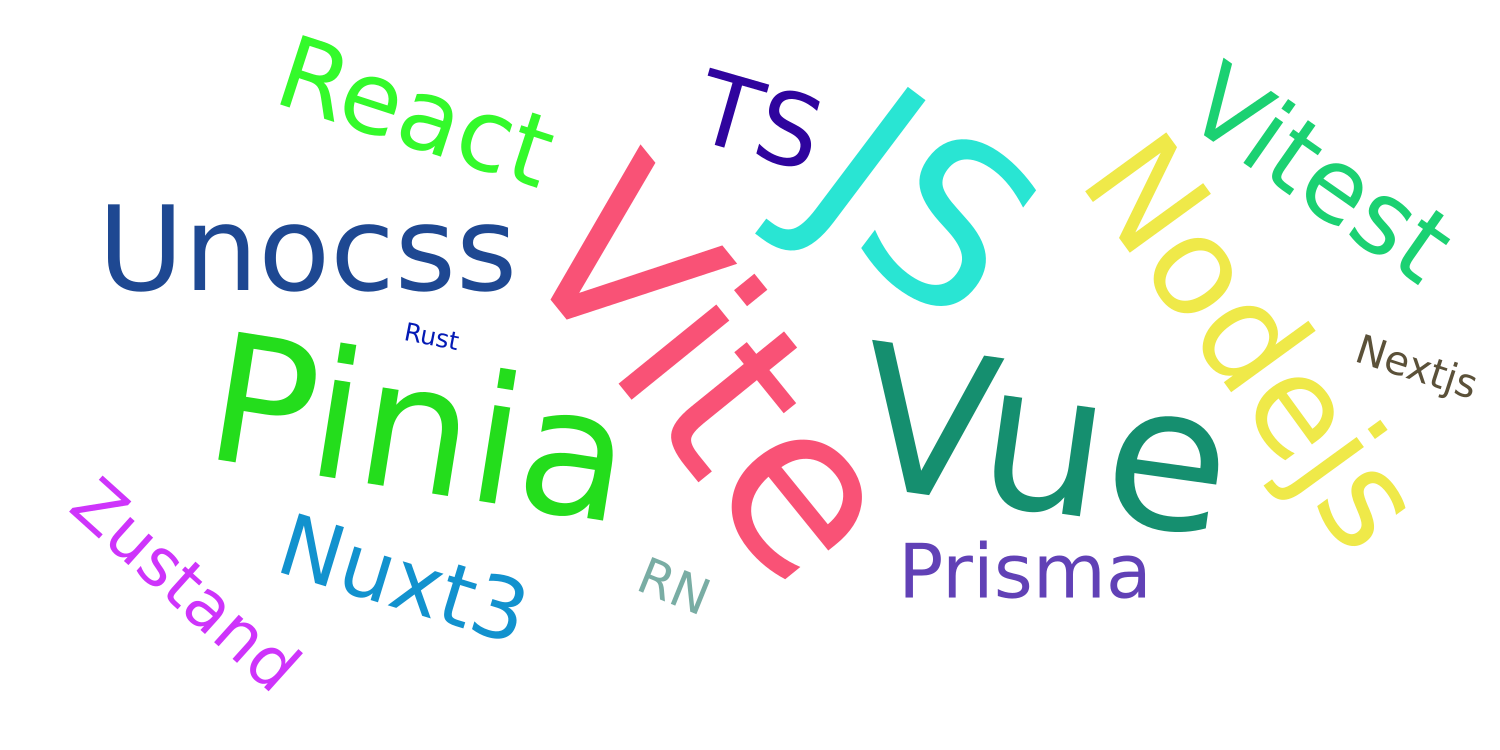 React
TS
JS
Vitest
Unocss
Vite
Nodejs
Rust
Pinia
Vue
Nextjs
Zustand
Nuxt3
RN
Prisma